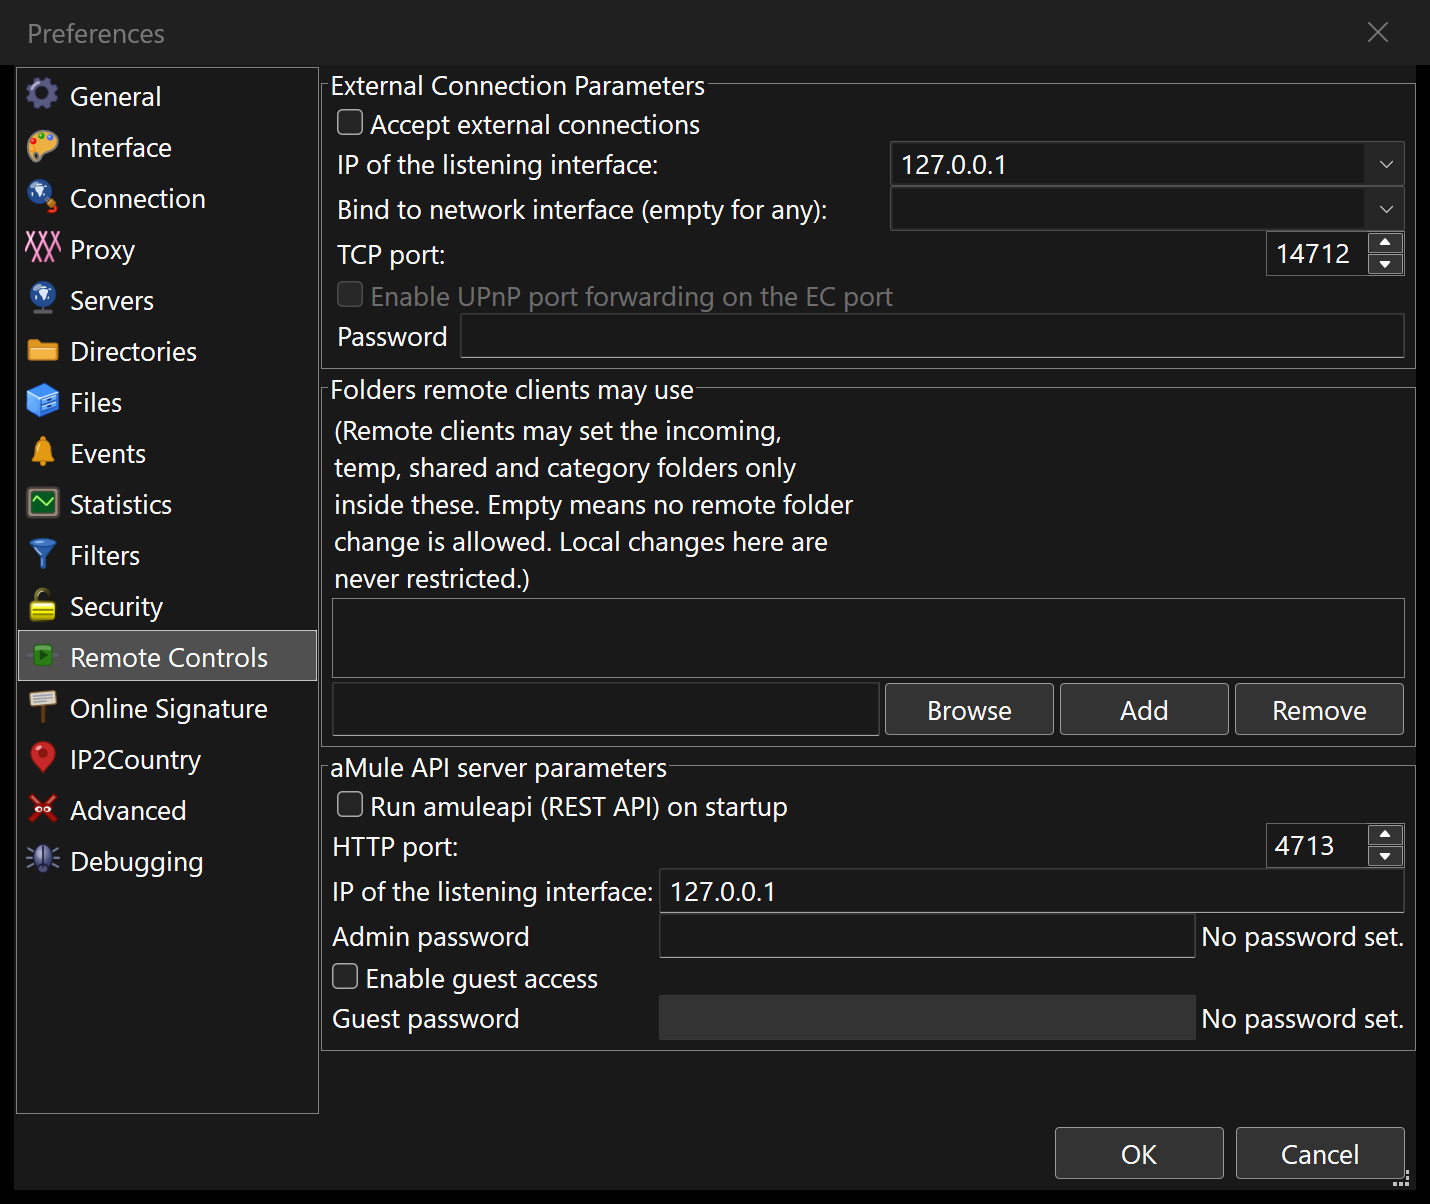 Preferences
General
Interface
Connection
Proxy
Servers
Directories
Files
Events
Statistics
Filters
Security
Remote Controls
Online Signature
IP2Country
Advanced
Debugging
External Connection Parameters
Accept external connections
IP of the listening interface: 127.0.0.1
Bind to network interface (empty for any):
TCP port: 14712
Enable UPnP port forwarding on the EC port
Password
Folders remote clients may use
(Remote clients may set the incoming,
temp, shared and category folders only
inside these. Empty means no remote folder
change is allowed. Local changes here are
never restricted.)
Browse Add Remove
aMule API server parameters
Run amuleapi (REST API) on startup
HTTP port: 4713
IP of the listening interface: 127.0.0.1
Admin password No password set.
Enable guest access
Guest password No password set.
OK Cancel